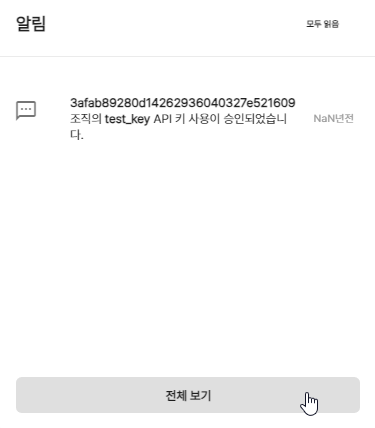 알림
모두 읽음
3afab89280d14262936040327e521609
조직의 test_key API 키 사용이 승인되었습니
다.
NaN년전
전체 보기